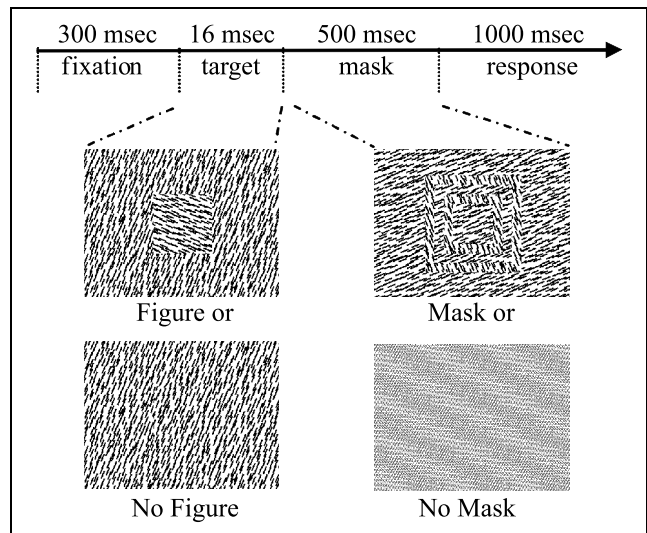 300 msec 16 msec 500 msec 1000 msec
fixation target mask response
Figure or Mask or
No Figure No Mask